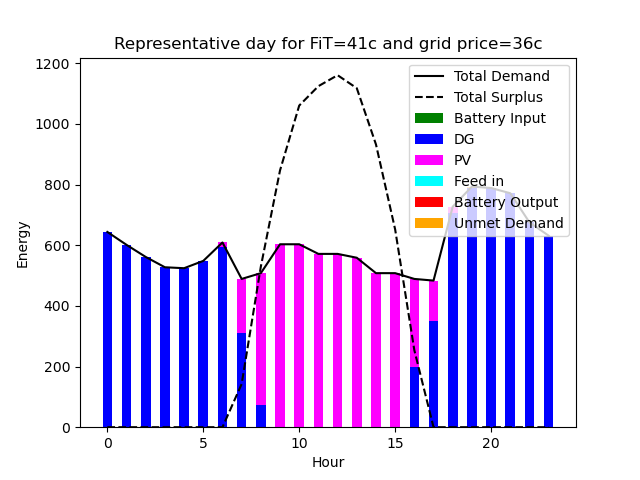 Representative day for FiT=41c and grid price=36c
1200
1000
800
600
400
200
0
Energy
0
5
10
15
20
Hour
Total Demand
Total Surplus
Battery Input
DG
PV
Feed in
Battery Output
Unmet Demand